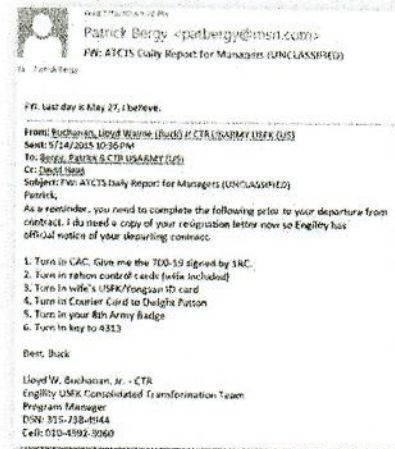 Patrick Bergy <patbergy@msn.com>
FW: ATCTS Daily Report for Managers (UNCLASSIFIED)
To Patrick Bergy
FYI. Last day is May 27, I believe.
From: Buchanan, Lloyd Wayne (Buck) Jr CTR USARMY USFK (US)
Sent: 5/14/2015 10:36 PM
To: Bergy, Patrick B CTR USARMY (US)
Cc: David
Subject: FW: ATCTS Daily Report for Managers (UNCLASSIFIED)
Patrick,
As a reminder, you need to complete the following prior to your departure from
contract. I do need a copy of your resignation letter now so Engility has
official notice of your departing contract.
1. Turn in CAC. Give me the 700-19 signed by
2. Turn in ration control cards (wife included)
3. Turn in wife's USFK/Yongsan ID card
4. Turn in Courier Card to Dwight
5. Turn in your 8th Army Badge
6. Turn in key to 4313
Best, Buck
Lloyd W. Buchanan, Jr. - CTR
Engility USFK Consolidated Transformation Team
Program Manager
DSN: 315-738-4944
Cell: 010-4592-3960